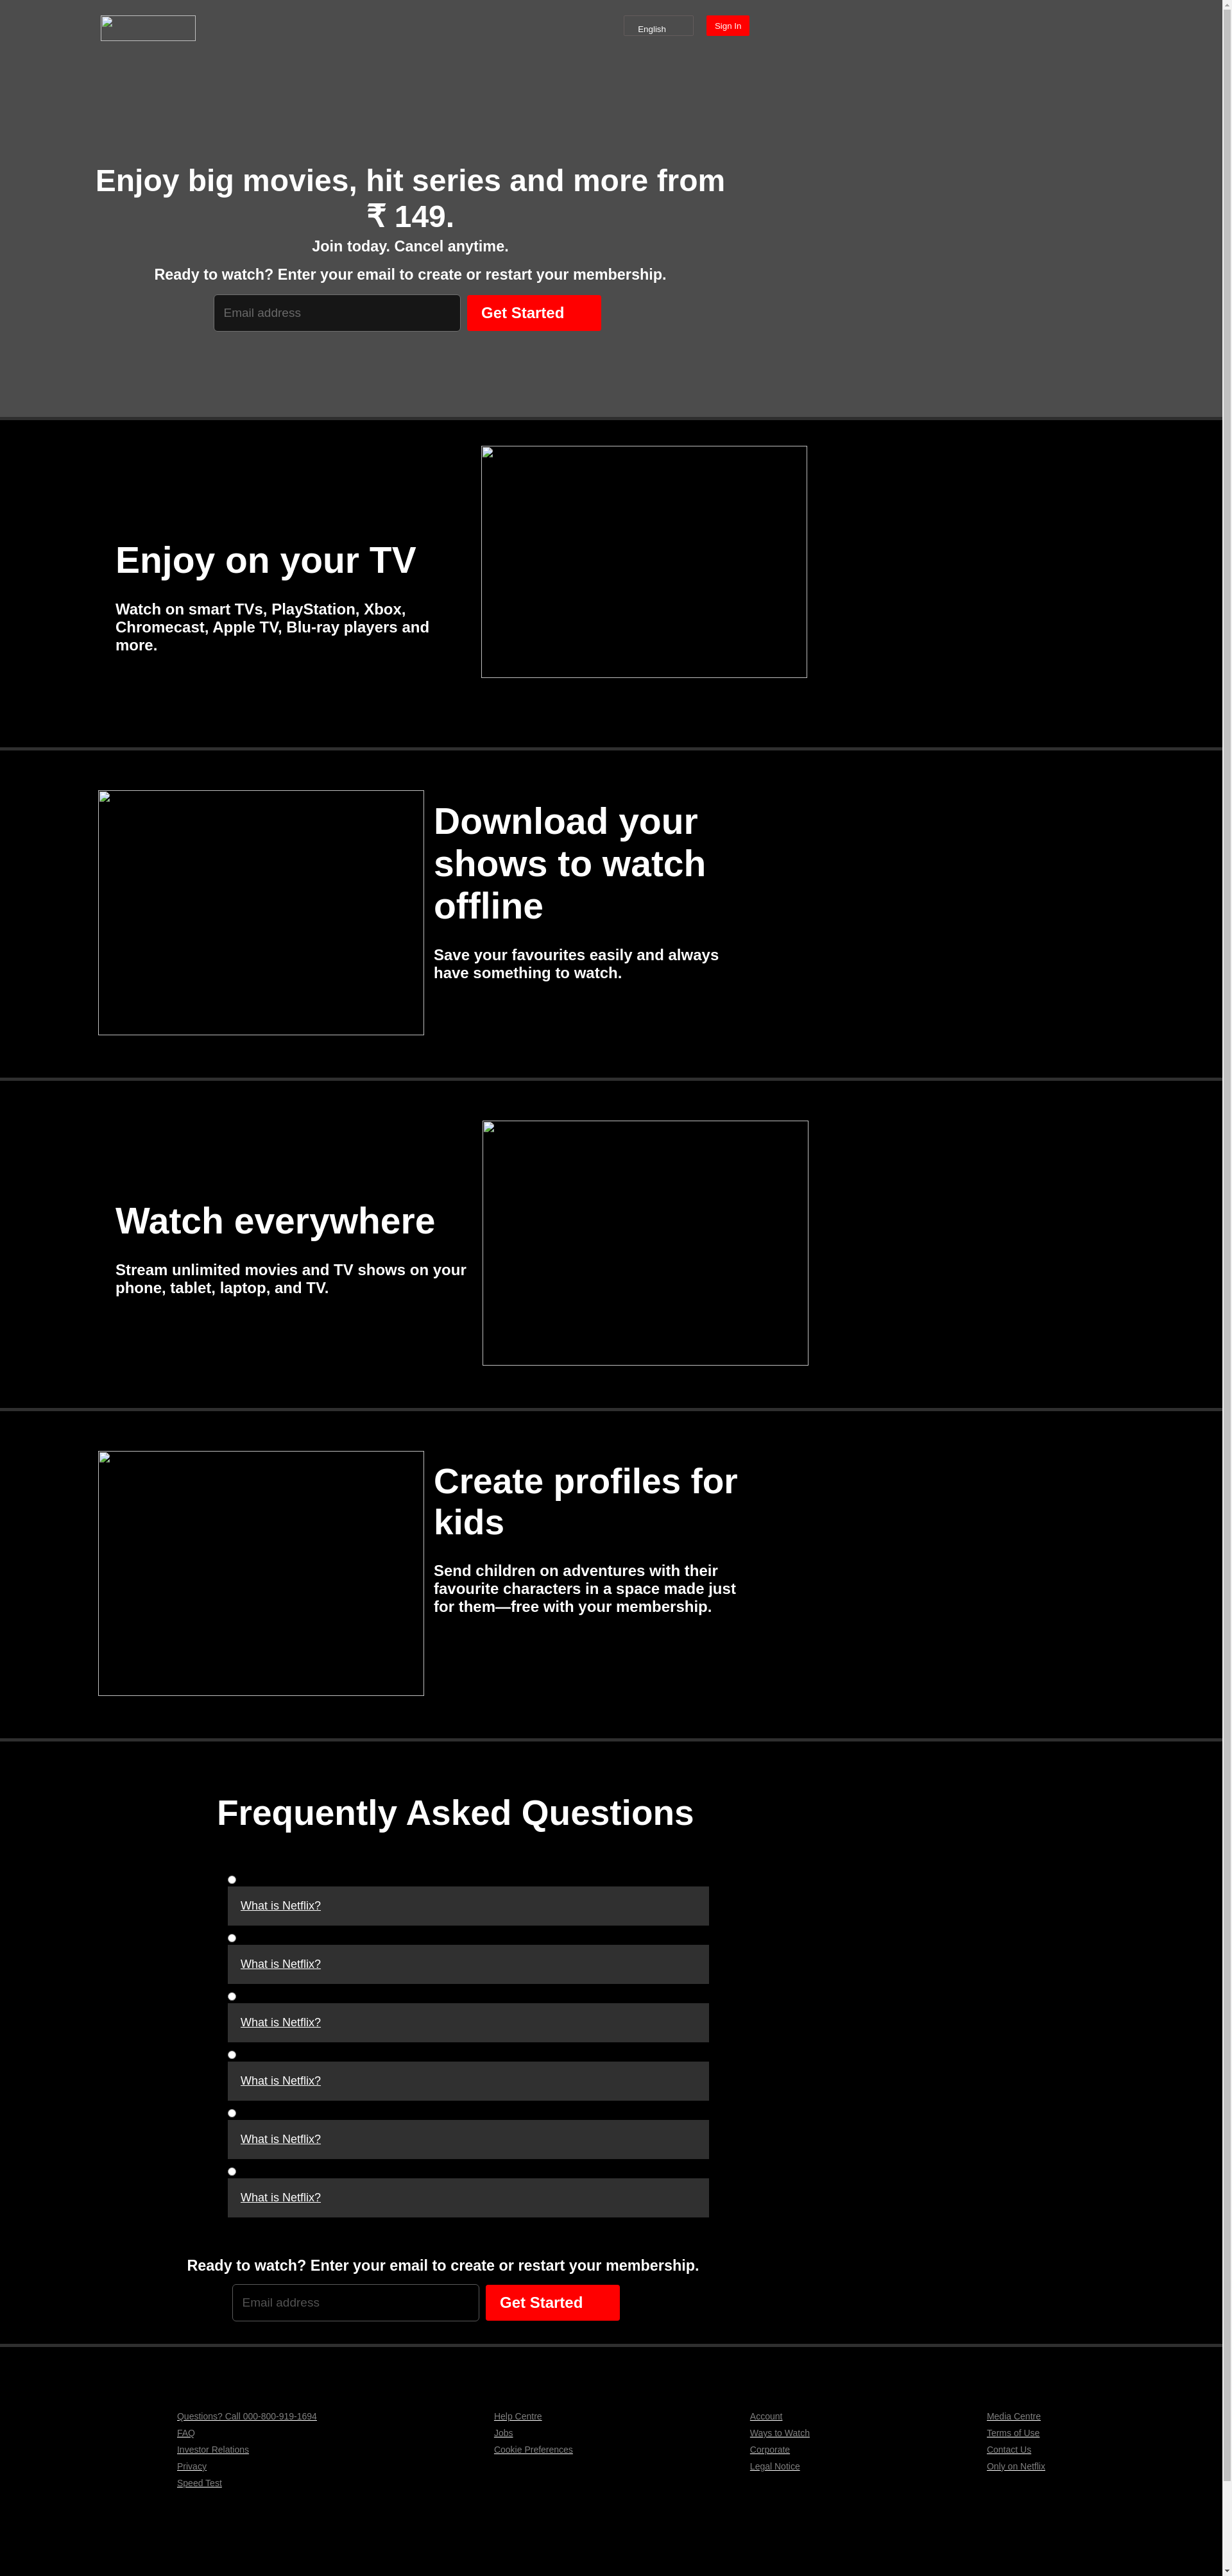 English
Sign In
Enjoy big movies, hit series and more from
₹ 149.
Join today. Cancel anytime.
Ready to watch? Enter your email to create or restart your membership.
Email address
Get Started
Enjoy on your TV
Watch on smart TVs, PlayStation, Xbox,
Chromecast, Apple TV, Blu-ray players and
more.
Download your
shows to watch
offline
Save your favourites easily and always
have something to watch.
Watch everywhere
Stream unlimited movies and TV shows on your
phone, tablet, laptop, and TV.
Create profiles for
kids
Send children on adventures with their
favourite characters in a space made just
for them—free with your membership.
Frequently Asked Questions
What is Netflix?
What is Netflix?
What is Netflix?
What is Netflix?
What is Netflix?
What is Netflix?
Ready to watch? Enter your email to create or restart your membership.
Email address
Get Started
Questions? Call 000-800-919-1694
FAQ
Investor Relations
Privacy
Speed Test
Help Centre
Jobs
Cookie Preferences
Account
Ways to Watch
Corporate
Legal Notice
Media Centre
Terms of Use
Contact Us
Only on Netflix